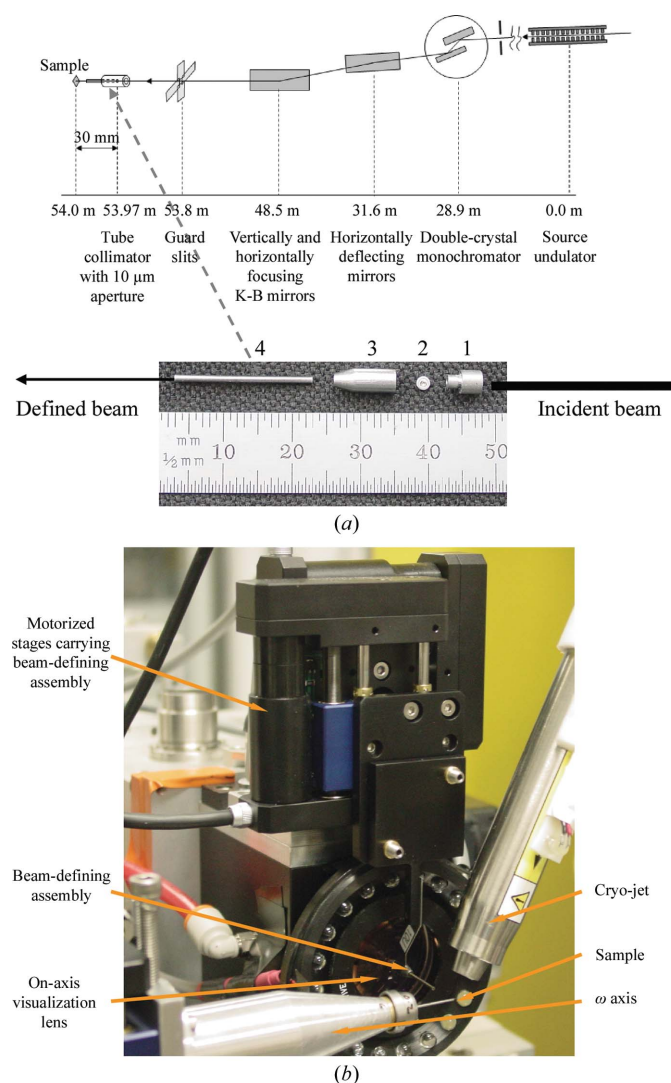 Sample
30 mm
54.0 m 53.97 m 53.8 m 48.5 m 31.6 m 28.9 m 0.0 m
Tube
collimator
with 10 µm
aperture
Guard
slits
Vertically and
horizontally
focusing
K-B mirrors
Horizontally
deflecting
mirrors
Double-crystal
monochromator
Source
undulator
4 3 2 1
Defined beam
Incident beam
mm
½ mm
10 20 30 40 50
(a)
Motorized
stages carrying
beam-defining
assembly
Beam-defining
assembly
On-axis
visualization
lens
Cryo-jet
Sample
ω axis
(b)